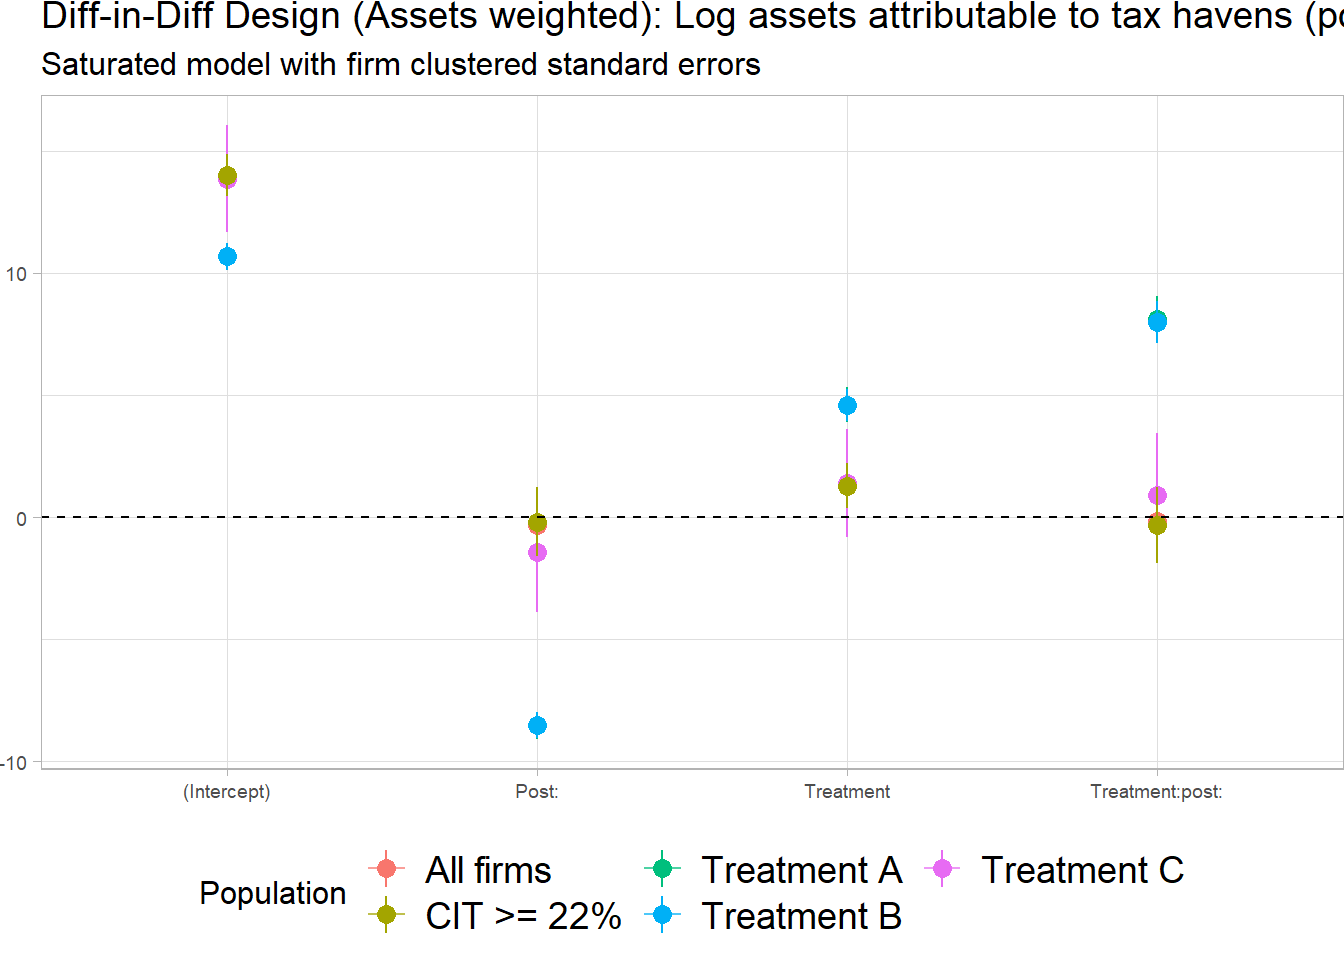 Diff-in-Diff Design (Assets weighted): Log assets attributable to tax havens (po
Saturated model with firm clustered standard errors
10
0
-10
(Intercept) Post: Treatment Treatment:post:
Population
All firms Treatment A Treatment C
CIT >= 22% Treatment B